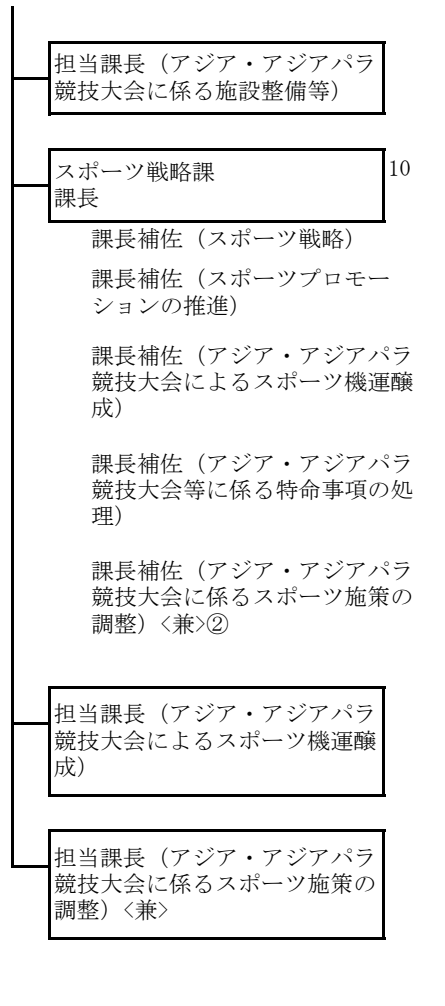 担当課長（アジア・アジアパラ
競技大会に係る施設整備等）
スポーツ戦略課 10
課長
課長補佐（スポーツ戦略）
課長補佐（スポーツプロモー
ションの推進）
課長補佐（アジア・アジアパラ
競技大会によるスポーツ機運醸
成）
課長補佐（アジア・アジアパラ
競技大会等に係る特命事項の処
理）
課長補佐（アジア・アジアパラ
競技大会に係るスポーツ施策の
調整）<兼>②
担当課長（アジア・アジアパラ
競技大会によるスポーツ機運醸
成）
担当課長（アジア・アジアパラ
競技大会に係るスポーツ施策の
調整）<兼>